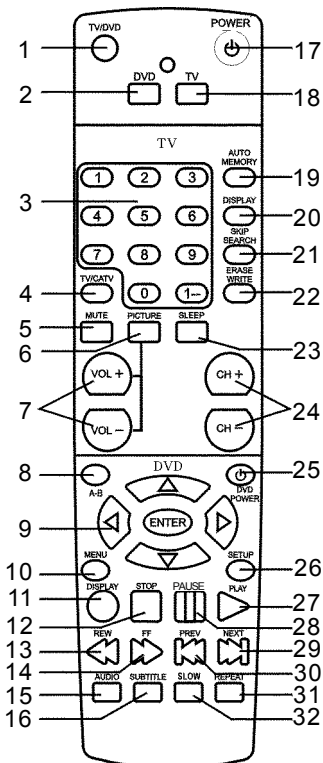 TV/DVD
POWER
1
17
DVD
TV
2
18
TV
AUTO
MEMORY
1 2 3
3
19
DISPLAY
4 5 6
20
SKIP
SEARCH
7 8 9
21
TV/CATV
ERASE
WRITE
4
0 1--
22
MUTE PICTURE SLEEP
5
6
23
VOL + CH +
7
24
VOL – CH –
8
DVD
25
A-B
DVD
POWER
9
ENTER
MENU SETUP
10
26
DISPLAY STOP PAUSE PLAY
11
27
12
28
REW FF PREV NEXT
13
29
14
30
AUDIO SUBTITLE SLOW REPEAT
15
31
16
32